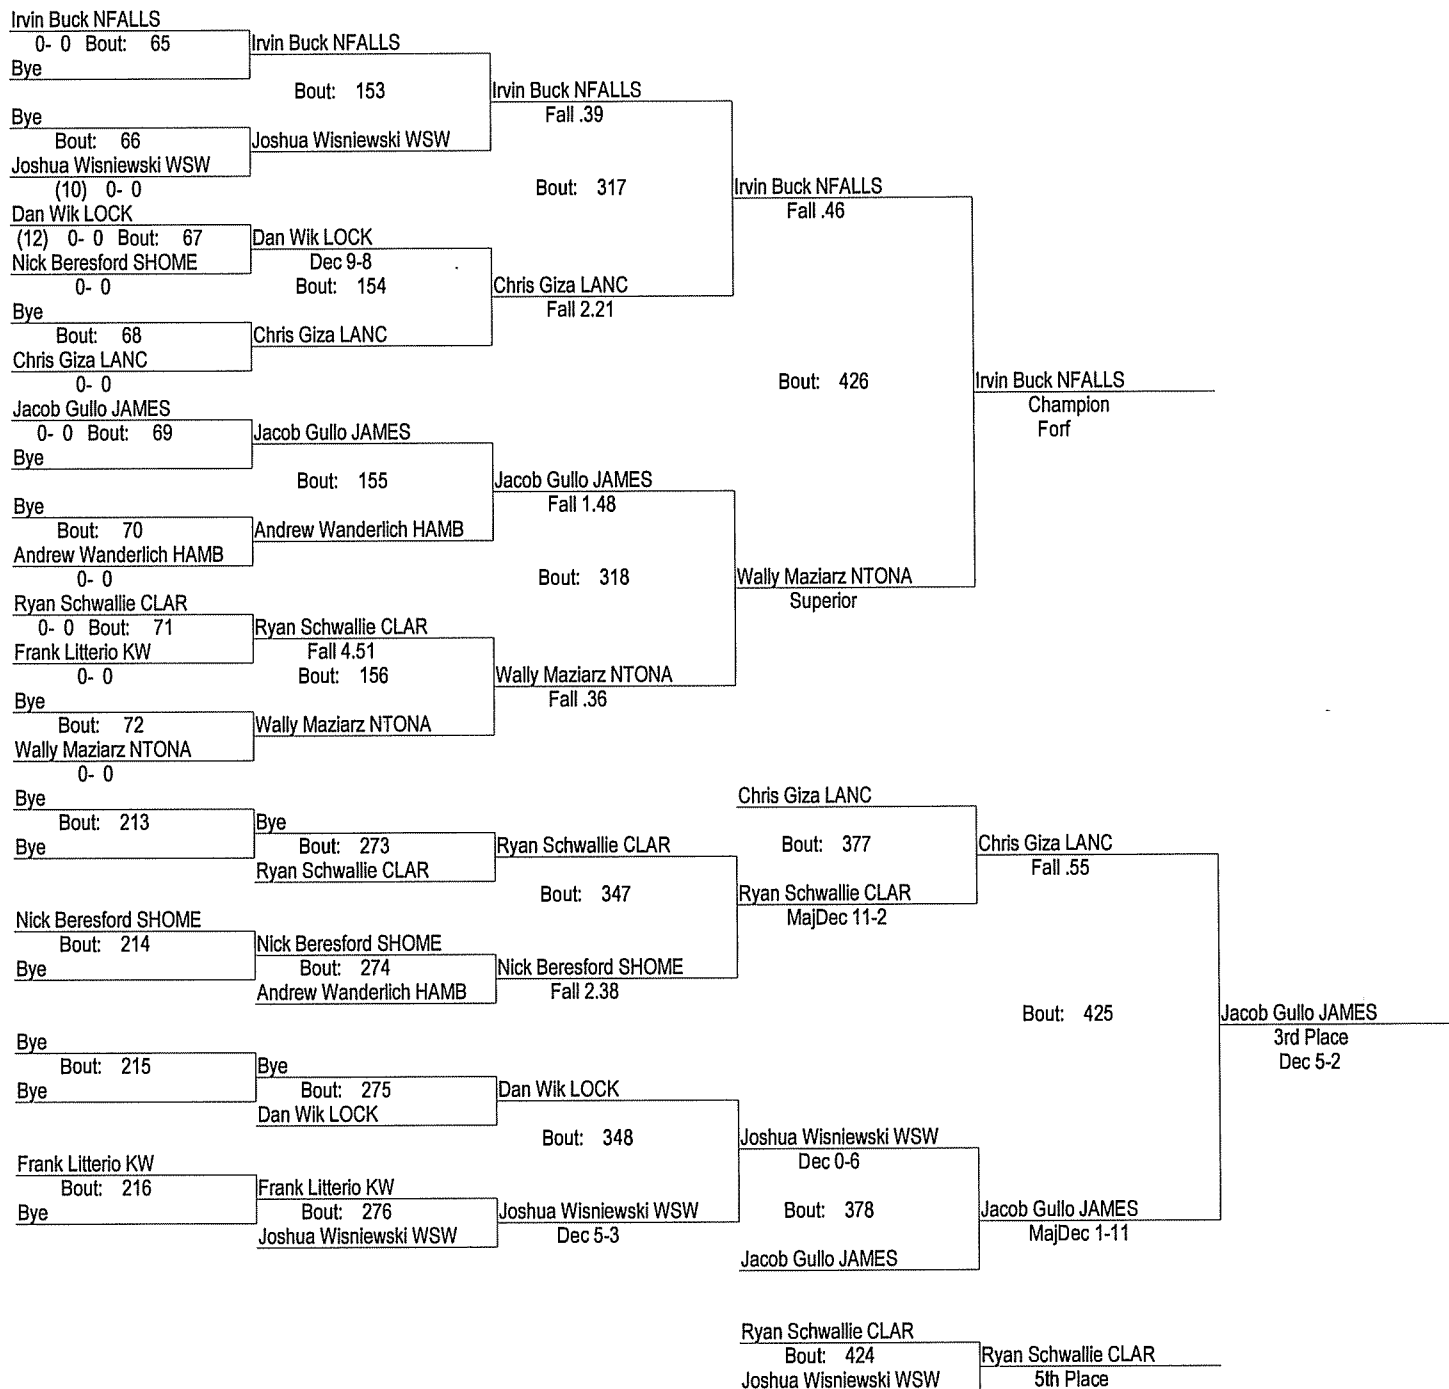 Irvin Buck NFALLS
0- 0 Bout: 65
Bye
Irvin Buck NFALLS
Bout: 153
Bye
Bout: 66
Joshua Wisniewski WSW
(10) 0- 0
Joshua Wisniewski WSW
Irvin Buck NFALLS
Fall .39
Bout: 317
Dan Wik LOCK
(12) 0- 0 Bout: 67
Nick Beresford SHOME
0- 0
Dan Wik LOCK
Dec 9-8
Bout: 154
Bye
Bout: 68
Chris Giza LANC
0- 0
Chris Giza LANC
Chris Giza LANC
Fall 2.21
Irvin Buck NFALLS
Fall .46
Bout: 426
Irvin Buck NFALLS
Champion
Forf
Jacob Gullo JAMES
0- 0 Bout: 69
Bye
Jacob Gullo JAMES
Bout: 155
Bye
Bout: 70
Andrew Wanderlich HAMB
0- 0
Andrew Wanderlich HAMB
Jacob Gullo JAMES
Fall 1.48
Bout: 318
Ryan Schwallie CLAR
0- 0 Bout: 71
Frank Litterio KW
0- 0
Ryan Schwallie CLAR
Fall 4.51
Bout: 156
Bye
Bout: 72
Wally Maziarz NTONA
0- 0
Wally Maziarz NTONA
Wally Maziarz NTONA
Fall .36
Wally Maziarz NTONA
Superior
Bye
Bout: 213
Bye
Bye
Bout: 273
Ryan Schwallie CLAR
Ryan Schwallie CLAR
Bout: 347
Nick Beresford SHOME
Bout: 214
Bye
Nick Beresford SHOME
Bout: 274
Andrew Wanderlich HAMB
Nick Beresford SHOME
Fall 2.38
Chris Giza LANC
Bout: 377
Ryan Schwallie CLAR
MajDec 11-2
Chris Giza LANC
Fall .55
Bout: 425
Jacob Gullo JAMES
3rd Place
Dec 5-2
Bye
Bout: 215
Bye
Bye
Bout: 275
Dan Wik LOCK
Dan Wik LOCK
Bout: 348
Frank Litterio KW
Bout: 216
Bye
Frank Litterio KW
Bout: 276
Joshua Wisniewski WSW
Joshua Wisniewski WSW
Dec 5-3
Joshua Wisniewski WSW
Dec 0-6
Bout: 378
Jacob Gullo JAMES
Jacob Gullo JAMES
MajDec 1-11
Ryan Schwallie CLAR
Bout: 424
Joshua Wisniewski WSW
Ryan Schwallie CLAR
5th Place